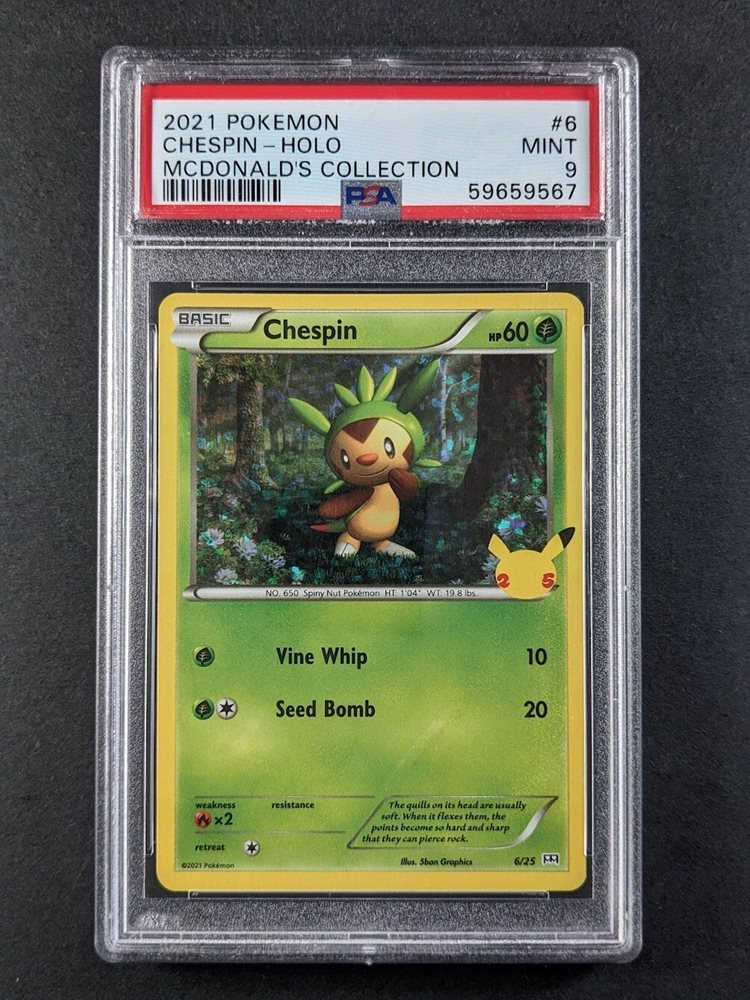 2021 POKEMON #6
CHESPIN - HOLO MINT
MCDONALD'S COLLECTION 9
PSA 59659567
BASIC Chespin HP60
25
NO. 650 Spiny Nut Pokémon HT: 1'04" WT: 19.8 lbs.
Vine Whip 10
Seed Bomb 20
weakness resistance
×2
The quills on its head are usually
soft. When it flexes them, the
points become so hard and sharp
that they can pierce rock.
retreat
©2021 Pokémon Illus. 5ban Graphics 6/25